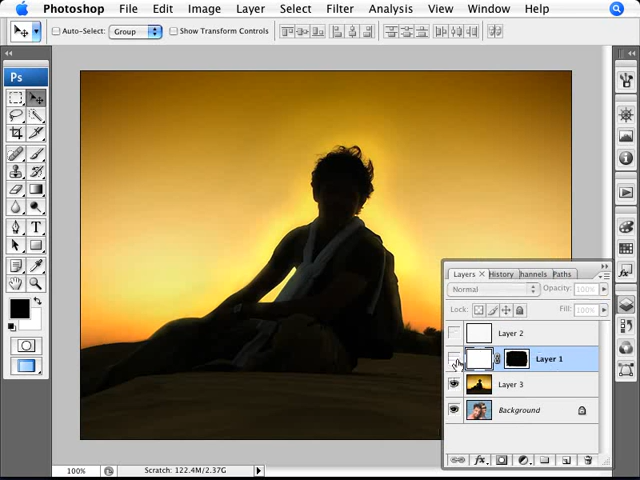 Photoshop File Edit Image Layer Select Filter Analysis View Window Help
Auto-Select: Group Show Transform Controls
Ps
Layers × History Channels Paths
Normal Opacity: 100%
Lock: Fill: 100%
Layer 2
Layer 1
Layer 3
Background
100% Scratch: 122.4M/2.37G